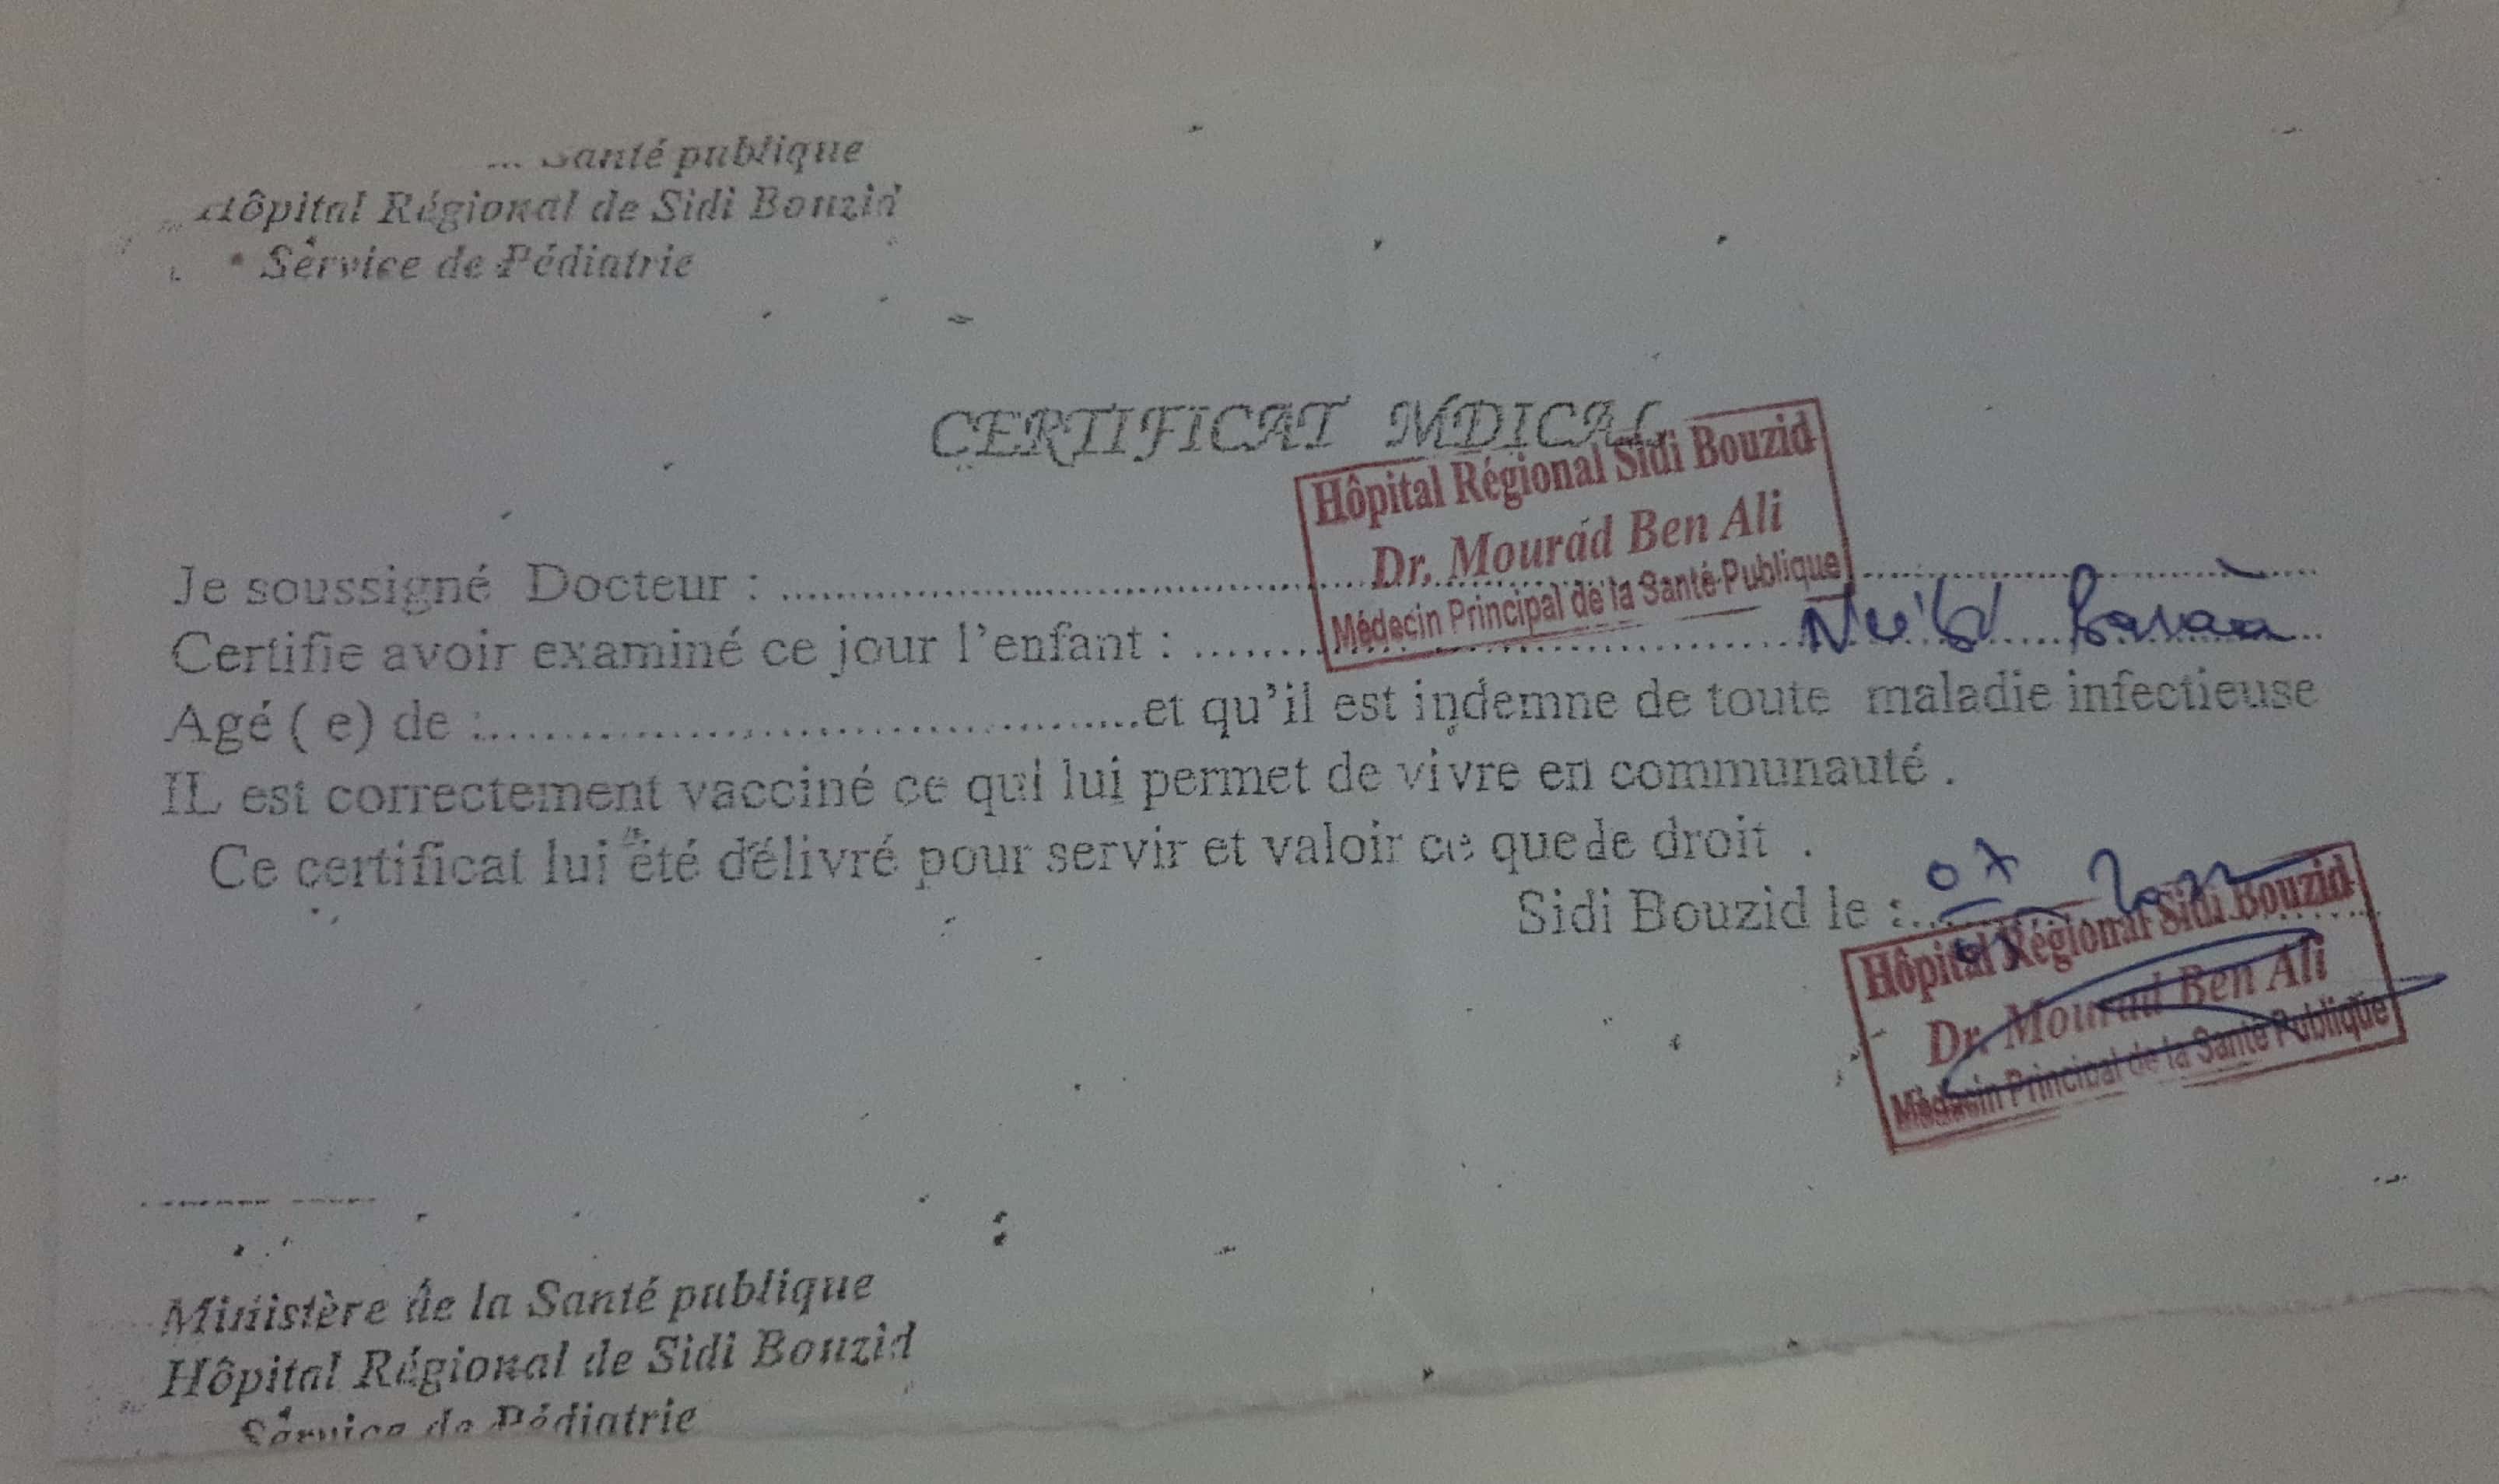 Santé publique
Hôpital Régional de Sidi Bouzid
Service de Pédiatrie
CERTIFICAT MDICAL
Hôpital Régional Sidi Bouzid
Dr. Mourad Ben Ali
Médecin Principal de la Santé Publique
Je soussigné Docteur : ........................................
Certifie avoir examiné ce jour l'enfant : ........................................
Agé ( e) de :........................................et qu'il est indemne de toute maladie infectieuse
IL est correctement vacciné ce qui lui permet de vivre en communauté .
Ce certificat lui été délivré pour servir et valoir ce que de droit .
Sidi Bouzid le :...
Hôpital Régional Sidi Bouzid
Dr. Mourad Ben Ali
Médecin Principal de la Santé Publique
Ministère de la Santé publique
Hôpital Régional de Sidi Bouzid
Service de Pédiatrie